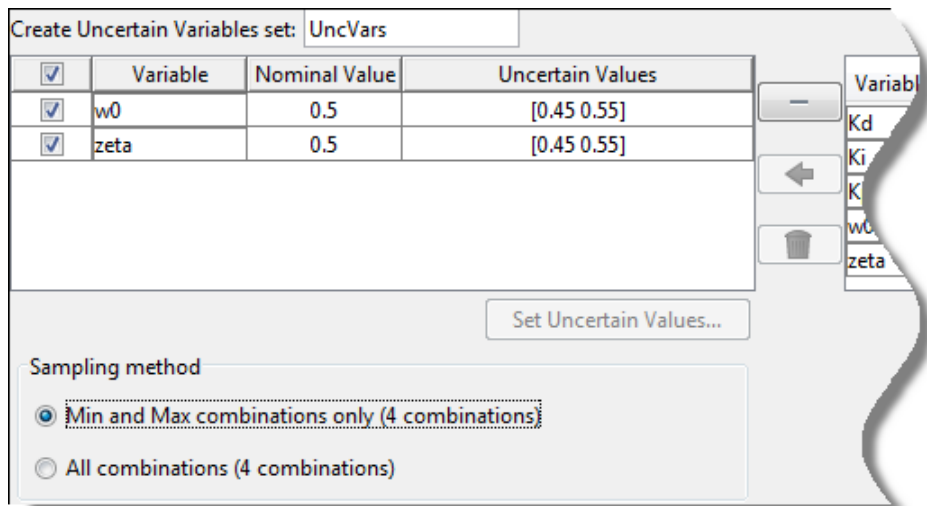 Create Uncertain Variables set: UncVars
Variable Nominal Value Uncertain Values
w0 0.5 [0.45 0.55]
zeta 0.5 [0.45 0.55]
Variabl
Kd
Ki
K
w0
zeta
Set Uncertain Values...
Sampling method
Min and Max combinations only (4 combinations)
All combinations (4 combinations)